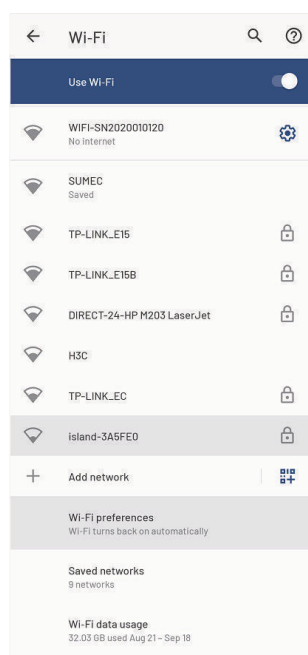 Wi-Fi
Use Wi-Fi
WIFI-SN2020010120
No internet
SUMEC
Saved
TP-LINK_E15
TP-LINK_E15B
DIRECT-24-HP M203 LaserJet
H3C
TP-LINK_EC
island-3A5FE0
Add network
Wi-Fi preferences
Wi-Fi turns back on automatically
Saved networks
9 networks
Wi-Fi data usage
32.03 GB used Aug 21 – Sep 18